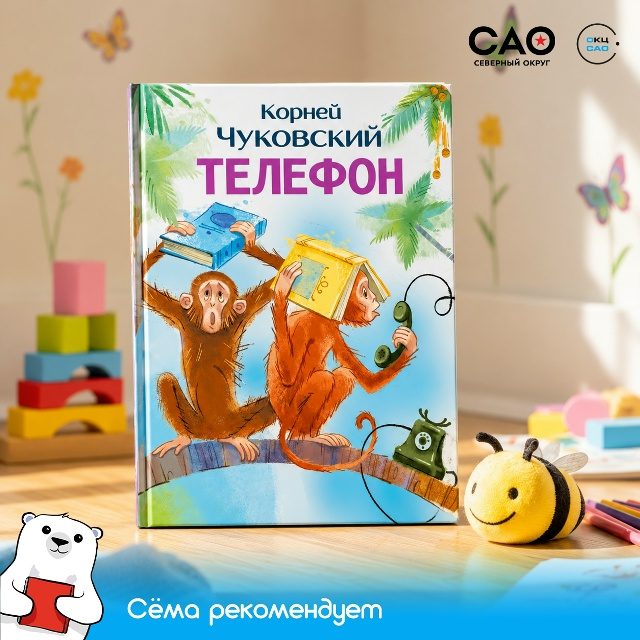 САО
СЕВЕРНЫЙ ОКРУГ
ОКЦ
САО
Корней
Чуковский
ТЕЛЕФОН
Сёма рекомендует